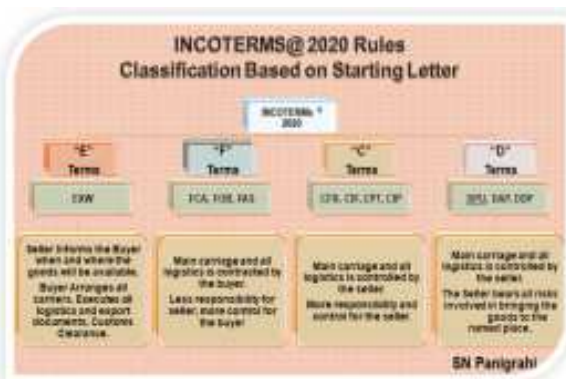 INCOTERMS@ 2020 Rules
Classification Based on Starting Letter
INCOTERMs ®
2020
"E"
Terms
"F"
Terms
"C"
Terms
"D"
Terms
EXW
FCA, FOB, FAS
CFR, CIF, CPT, CIP
DPU, DAP, DDP
Seller Informs the Buyer
when and where the
goods will be available.
Buyer Arranges all
carriers. Executes all
logistics and export
documents, Customs
Clearance.
Main carriage and all
logistics is contracted by
the buyer.
Less responsibility for
seller, more control for
the buyer
Main carriage and all
logistics is controlled by
the seller.
More responsibility and
control for the seller.
Main carriage and all
logistics is controlled by
the seller.
The Seller bears all risks
involved in bringing the
goods to the
named place.
SN Panigrahi